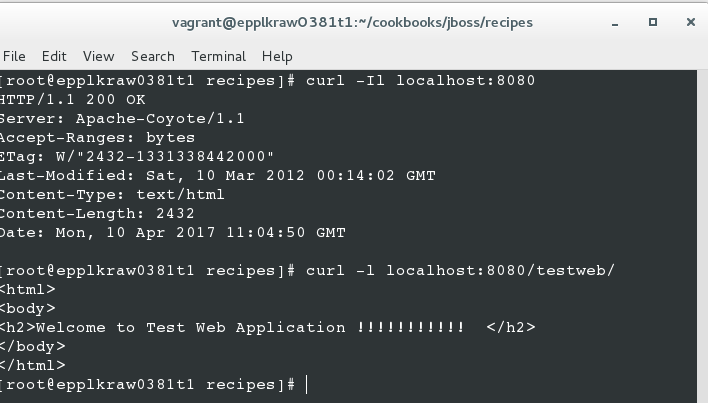 vagrant@epplkraw0381t1:~/cookbooks/jboss/recipes
File Edit View Search Terminal Help
[root@epplkraw0381t1 recipes]# curl -Il localhost:8080
HTTP/1.1 200 OK
Server: Apache-Coyote/1.1
Accept-Ranges: bytes
ETag: W/"2432-1331338442000"
Last-Modified: Sat, 10 Mar 2012 00:14:02 GMT
Content-Type: text/html
Content-Length: 2432
Date: Mon, 10 Apr 2017 11:04:50 GMT
[root@epplkraw0381t1 recipes]# curl -l localhost:8080/testweb/
<html>
<body>
<h2>Welcome to Test Web Application !!!!!!!!!!!  </h2>
</body>
</html>
[root@epplkraw0381t1 recipes]#